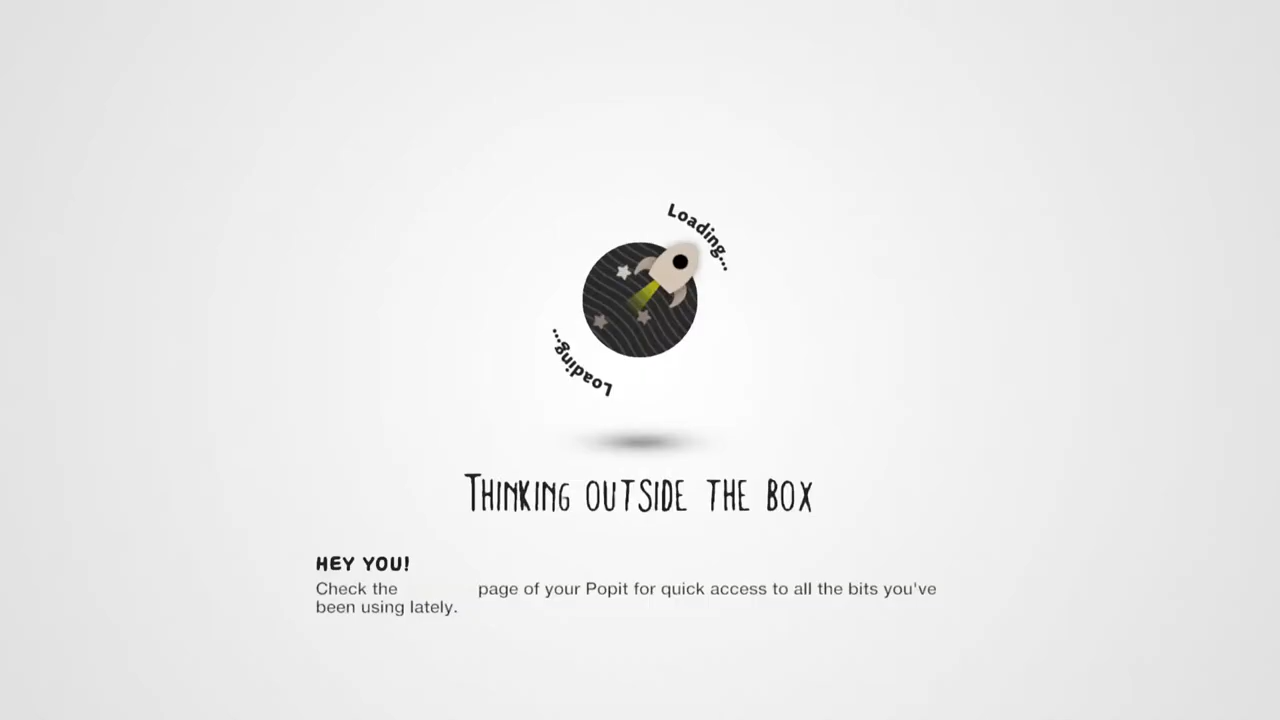 Loading...
Loading...
THINKING OUTSIDE THE BOX
HEY YOU!
Check the page of your Popit for quick access to all the bits you've
been using lately.